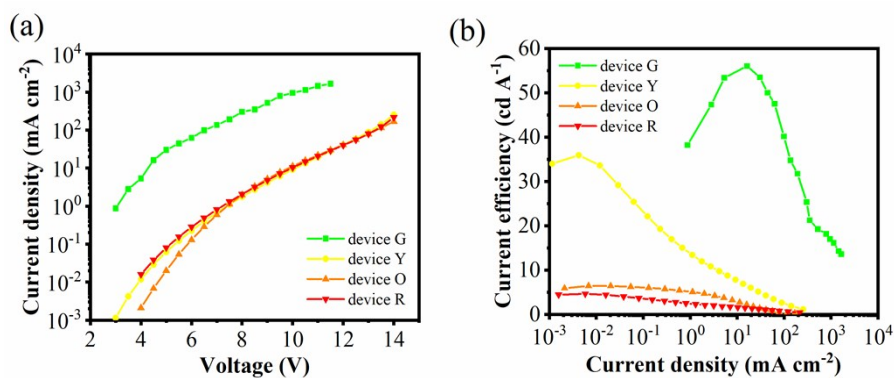 (a)
Current density (mA cm⁻²)
10⁴
10³
10²
10¹
10⁰
10⁻¹
10⁻²
10⁻³
device G
device Y
device O
device R
2 4 6 8 10 12 14
Voltage (V)
(b)
Current efficiency (cd A⁻¹)
60
50
40
30
20
10
0
device G
device Y
device O
device R
10⁻³ 10⁻² 10⁻¹ 10⁰ 10¹ 10² 10³ 10⁴
Current density (mA cm⁻²)